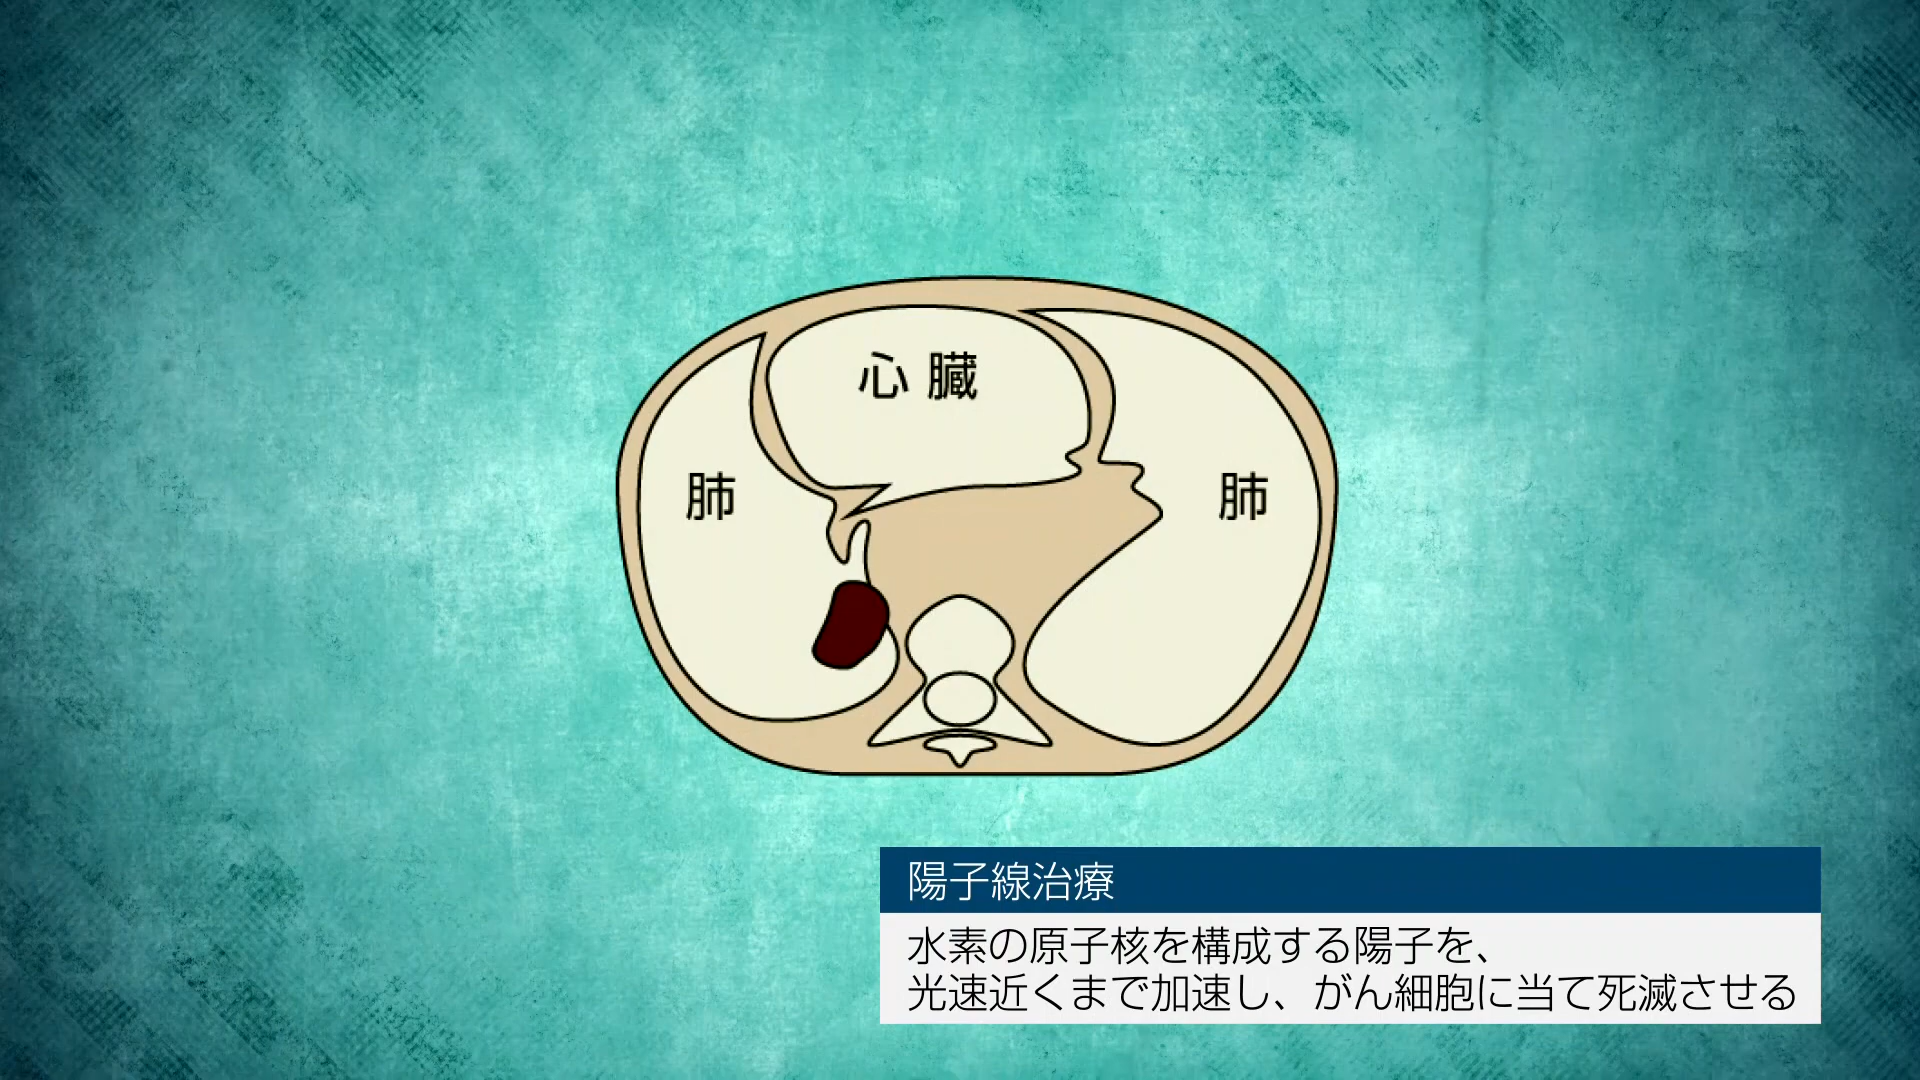 心臓
肺
肺
陽子線治療
水素の原子核を構成する陽子を、
光速近くまで加速し、がん細胞に当て死滅させる